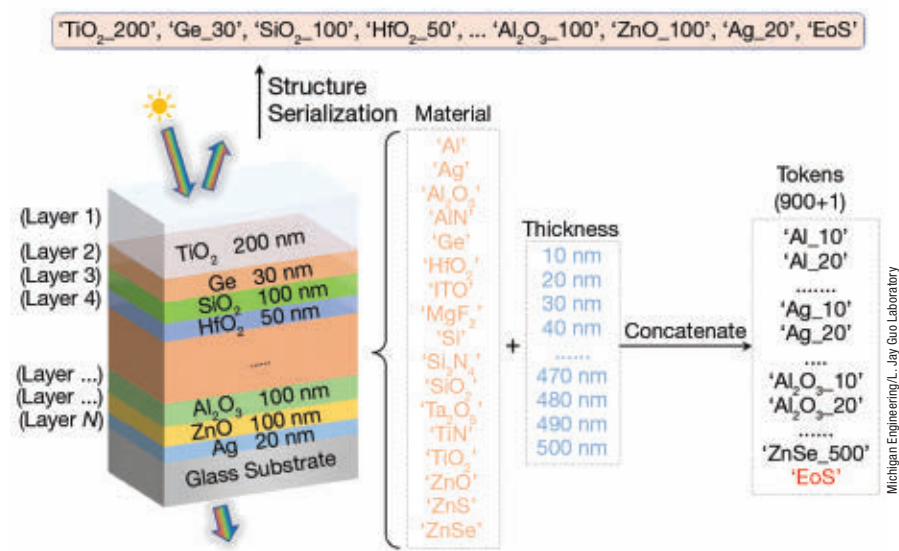 ‘TiO₂_200’, ‘Ge_30’, ‘SiO₂_100’, ‘HfO₂_50’, ... ‘Al₂O₃_100’, ‘ZnO_100’, ‘Ag_20’, ‘EoS’
Structure
Serialization
(Layer 1)
(Layer 2)
(Layer 3)
(Layer 4)
(Layer ...)
(Layer ...)
(Layer N)
TiO₂ 200 nm
Ge 30 nm
SiO₂ 100 nm
HfO₂ 50 nm
.....
Al₂O₃ 100 nm
ZnO 100 nm
Ag 20 nm
Glass Substrate
Material
‘Al’
‘Ag’
‘Al₂O₃’
‘AlN’
‘Ge’
‘HfO₂’
‘ITO’
‘MgF₂’
‘Si’
‘Si₃N₄’
‘SiO₂’
‘Ta₂O₅’
‘TiN’
‘TiO₂’
‘ZnO’
‘ZnS’
‘ZnSe’
+
Thickness
10 nm
20 nm
30 nm
40 nm
......
470 nm
480 nm
490 nm
500 nm
Concatenate
Tokens
(900+1)
‘Al_10’
‘Al_20’
.......
‘Ag_10’
‘Ag_20’
....
‘Al₂O₃_10’
‘Al₂O₃_20’
......
‘ZnSe_500’
‘EoS’
Michigan Engineering/L. Jay Guo Laboratory